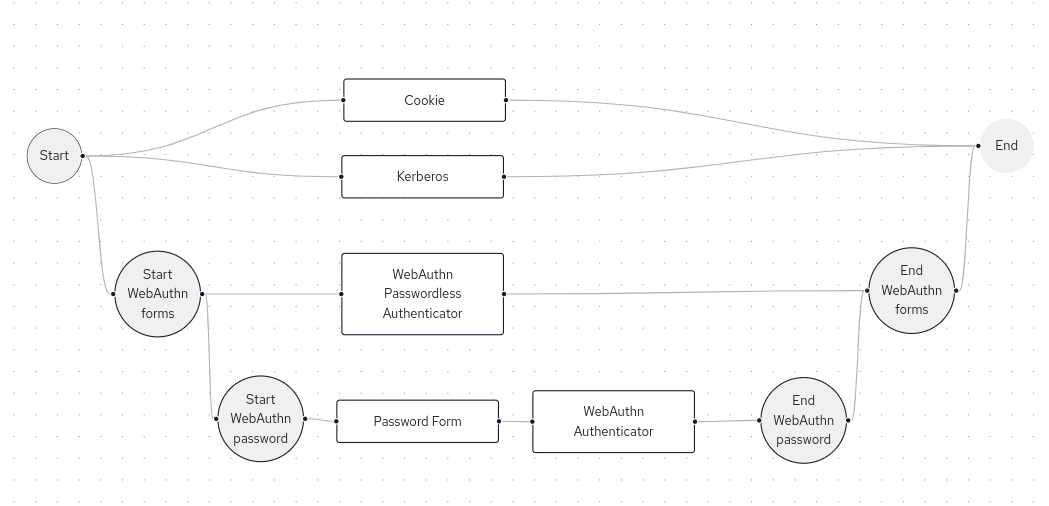 Cookie
Start
End
Kerberos
Start
WebAuthn
forms
WebAuthn
Passwordless
Authenticator
End
WebAuthn
forms
Start
WebAuthn
password
Password Form
WebAuthn
Authenticator
End
WebAuthn
password